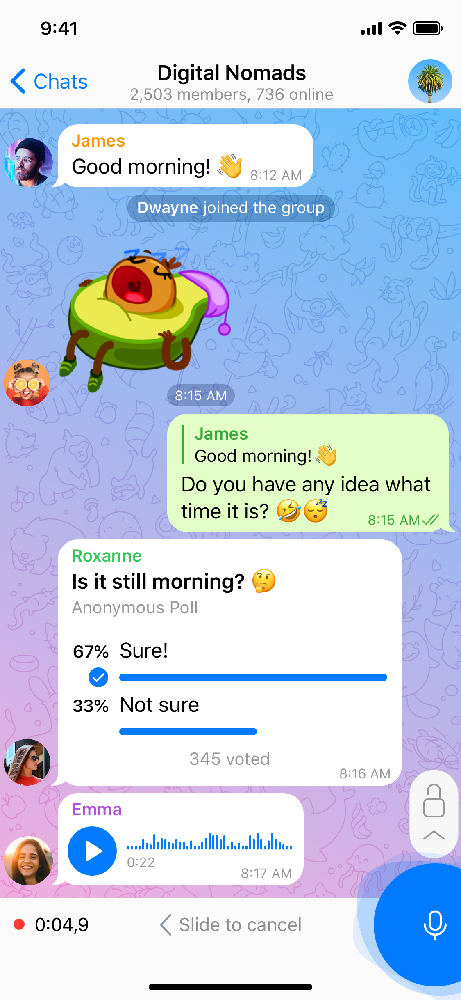 9:41
Chats
Digital Nomads
2,503 members, 736 online
James
Good morning! 👋
8:12 AM
Dwayne joined the group
zzz
8:15 AM
James
Good morning! 👋
Do you have any idea what
time it is? 🤣😴
8:15 AM
Roxanne
Is it still morning? 🤔
Anonymous Poll
67% Sure!
33% Not sure
345 voted
8:16 AM
Emma
0:22
8:17 AM
0:04,9
Slide to cancel